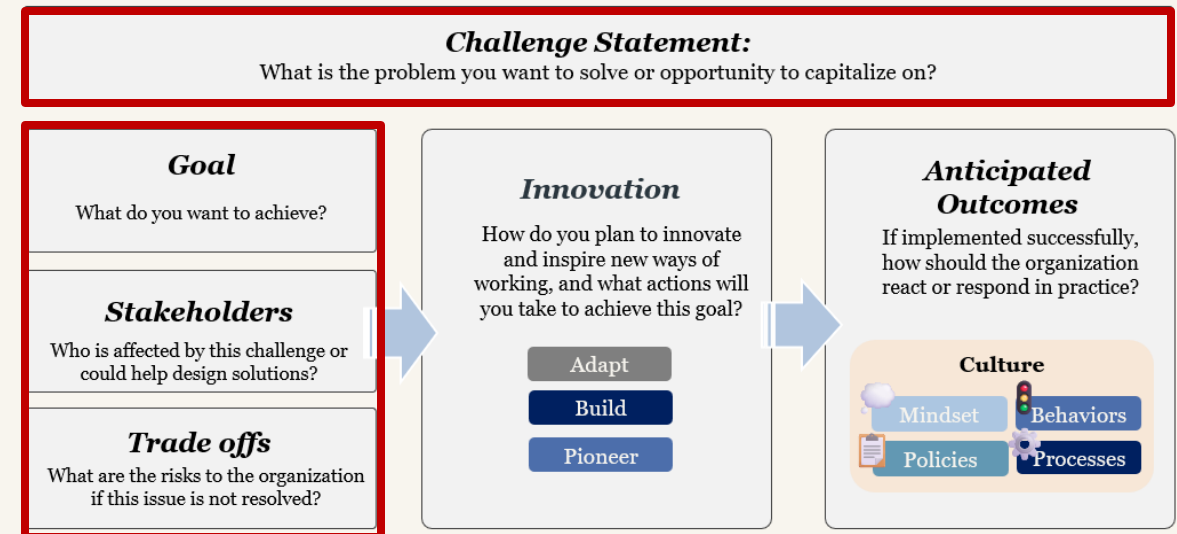 Challenge Statement:
What is the problem you want to solve or opportunity to capitalize on?
Goal
What do you want to achieve?
Stakeholders
Who is affected by this challenge or
could help design solutions?
Trade offs
What are the risks to the organization
if this issue is not resolved?
Innovation
How do you plan to innovate
and inspire new ways of
working, and what actions will
you take to achieve this goal?
Adapt
Build
Pioneer
Anticipated
Outcomes
If implemented successfully,
how should the organization
react or respond in practice?
Culture
Mindset
Behaviors
Policies
Processes